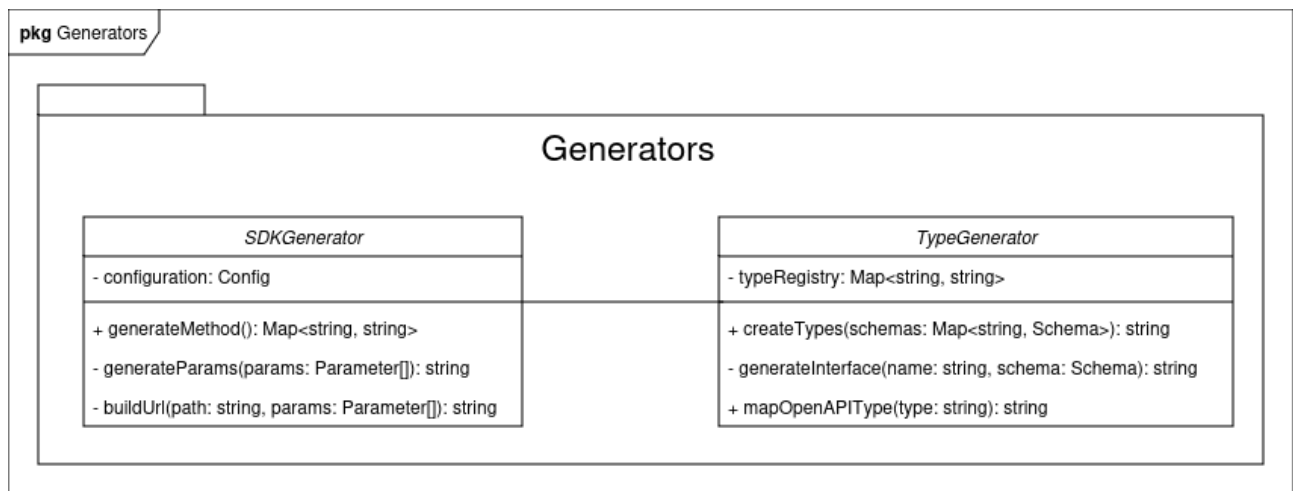 pkg Generators
Generators
SDKGenerator
- configuration: Config
+ generateMethod(): Map<string, string>
- generateParams(params: Parameter[]): string
- buildUrl(path: string, params: Parameter[]): string
TypeGenerator
- typeRegistry: Map<string, string>
+ createTypes(schemas: Map<string, Schema>): string
- generateInterface(name: string, schema: Schema): string
+ mapOpenAPIType(type: string): string